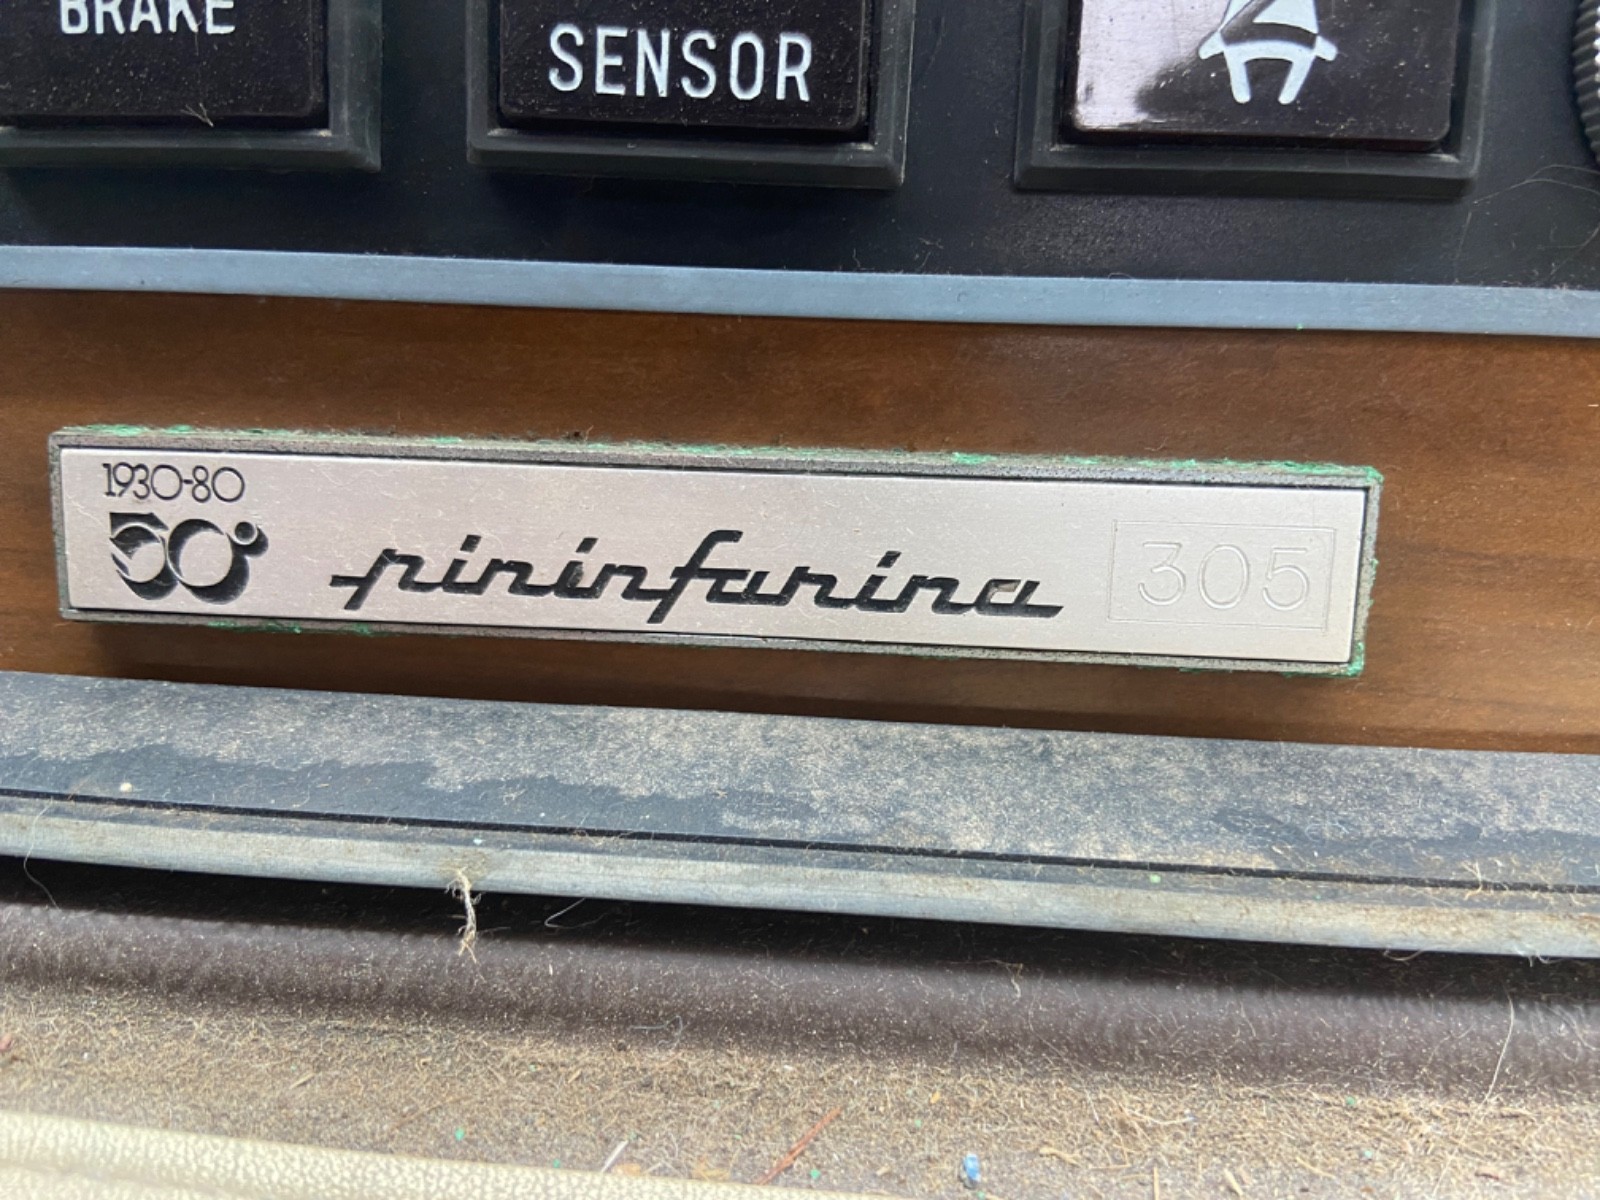 BRAKE
SENSOR
1930-80
50°
pininfarina
305